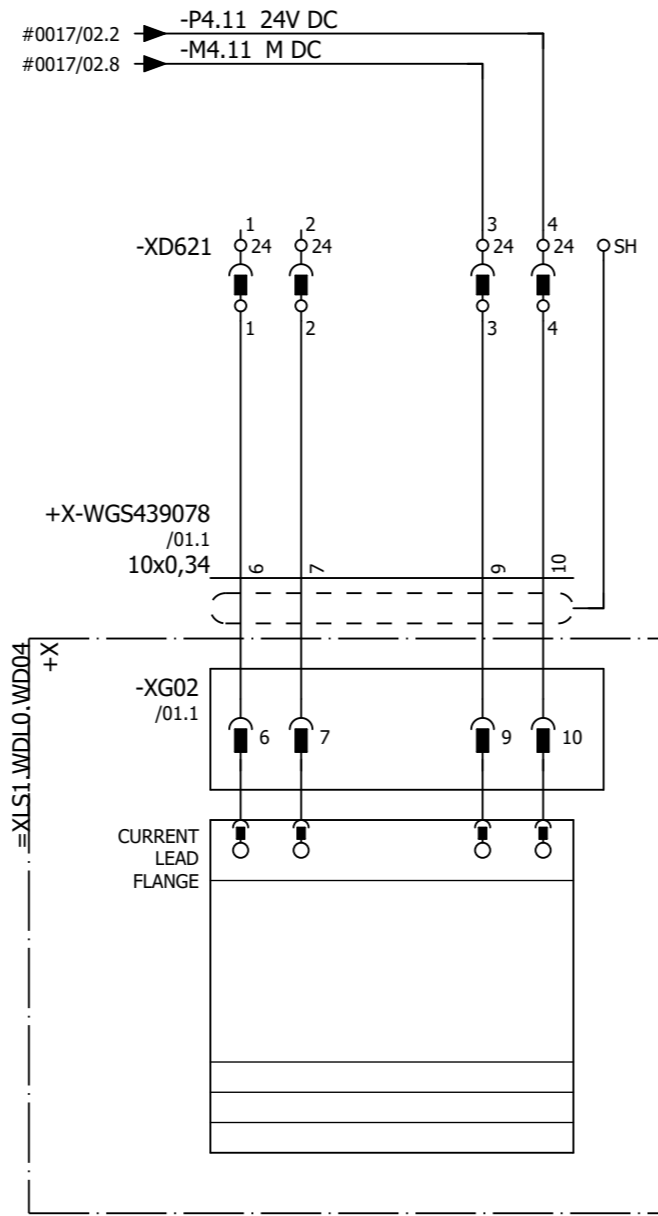 -P4.11 24V DC
#0017/02.2
-M4.11 M DC
#0017/02.8
1 2 3 4
-XD621 24 24 24 24 SH
1 2 3 4
+X-WGS439078
/01.1
10x0,34 6 7 9 10
=XLS1.WDL0.WD04
+X
-XG02
/01.1
6 7 9 10
CURRENT
LEAD
FLANGE